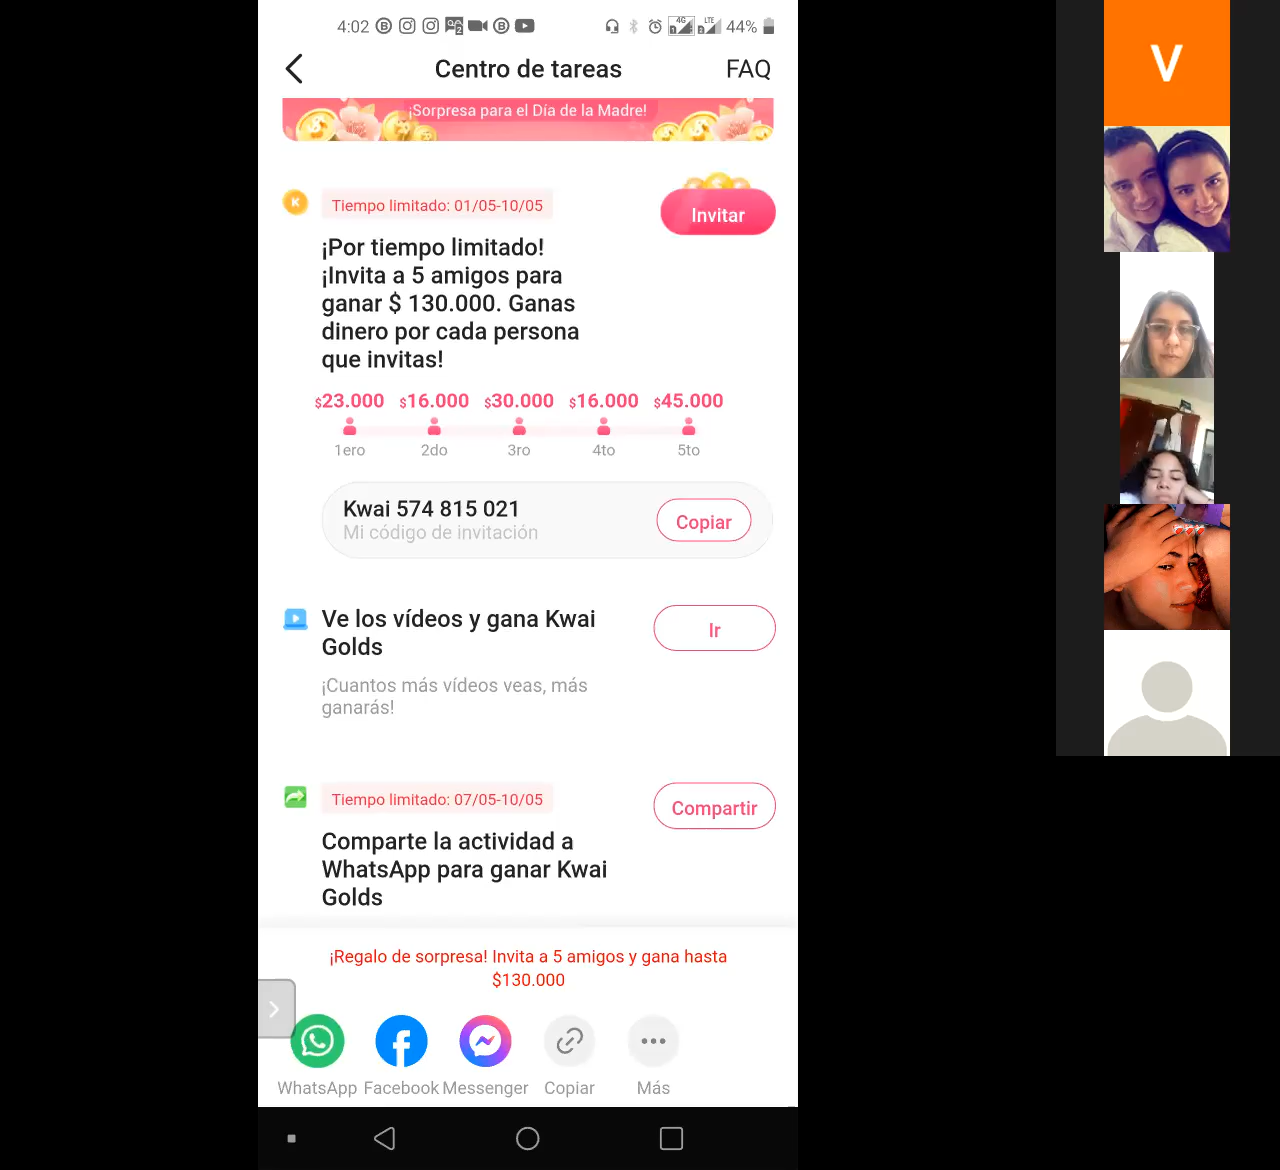 4:02
4G
LTE
44%
Centro de tareas
FAQ
¡Sorpresa para el Día de la Madre!
Tiempo limitado: 01/05-10/05
Invitar
¡Por tiempo limitado!
¡Invita a 5 amigos para
ganar $ 130.000. Ganas
dinero por cada persona
que invitas!
$23.000 $16.000 $30.000 $16.000 $45.000
1ero 2do 3ro 4to 5to
Kwai 574 815 021
Mi código de invitación
Copiar
Ve los vídeos y gana Kwai
Golds
Ir
¡Cuantos más vídeos veas, más
ganarás!
Tiempo limitado: 07/05-10/05
Compartir
Comparte la actividad a
WhatsApp para ganar Kwai
Golds
¡Regalo de sorpresa! Invita a 5 amigos y gana hasta
$130.000
WhatsApp Facebook Messenger Copiar Más
V